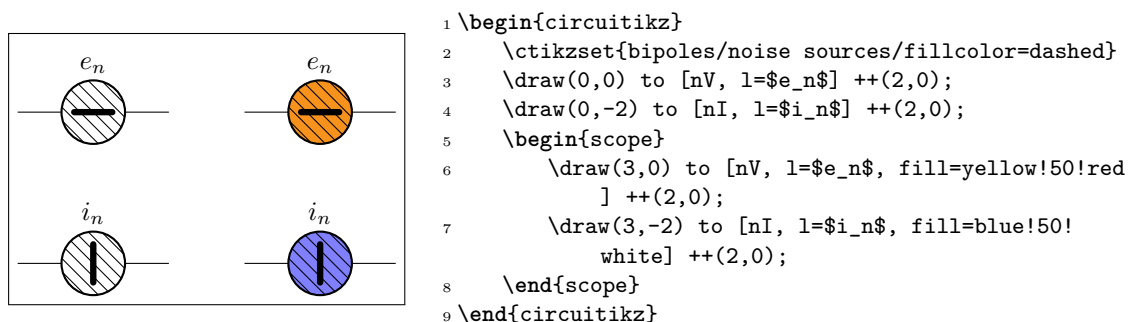 e_n e_n
i_n i_n
1 \begin{circuitikz}
2 \ctikzset{bipoles/noise sources/fillcolor=dashed}
3 \draw(0,0) to [nV, l=$e_n$] ++(2,0);
4 \draw(0,-2) to [nI, l=$i_n$] ++(2,0);
5 \begin{scope}
6 \draw(3,0) to [nV, l=$e_n$, fill=yellow!50!red
] ++(2,0);
7 \draw(3,-2) to [nI, l=$i_n$, fill=blue!50!
white] ++(2,0);
8 \end{scope}
9 \end{circuitikz}